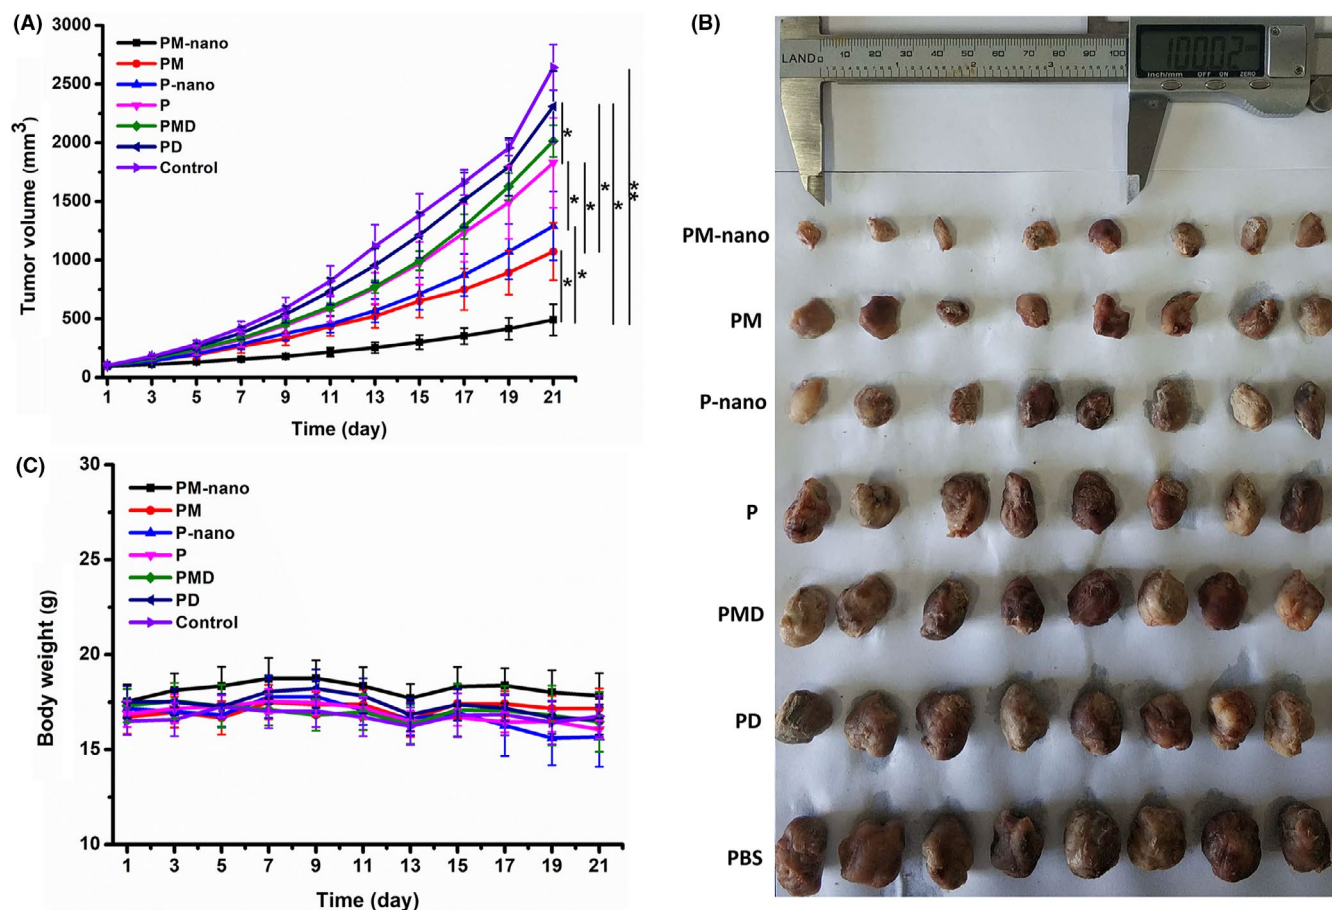 (A)
3000
2500
2000
1500
1000
500
0
Tumor volume (mm3)
PM-nano
PM
P-nano
P
PMD
PD
Control
*
*
*
*
*
*
*
**
1 3 5 7 9 11 13 15 17 19 21
Time (day)
(B)
LAND
10 20 30 40 50 60 70 80 90 100
1 2 3
100.02
inch/mm OFF ON ZERO
PM-nano
PM
P-nano
P
PMD
PD
PBS
(C)
30
25
20
15
10
Body weight (g)
PM-nano
PM
P-nano
P
PMD
PD
Control
1 3 5 7 9 11 13 15 17 19 21
Time (day)